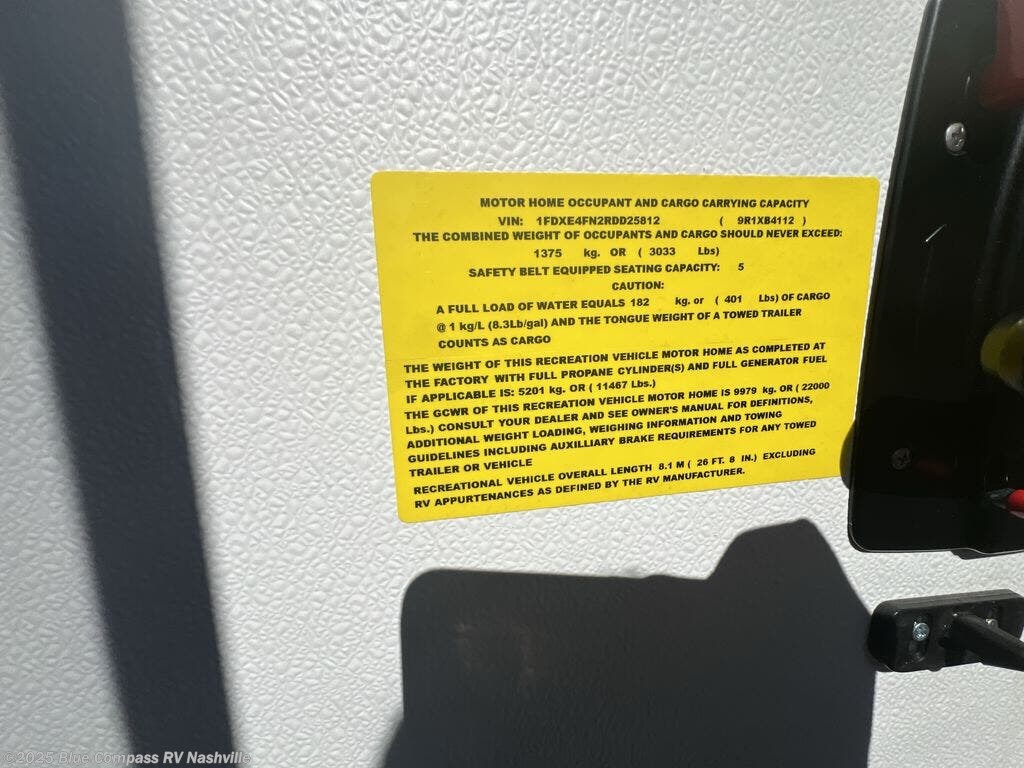 MOTOR HOME OCCUPANT AND CARGO CARRYING CAPACITY
VIN: 1FDXE4FN2RDD25812 ( 9R1XB4112 )
THE COMBINED WEIGHT OF OCCUPANTS AND CARGO SHOULD NEVER EXCEED:
1375 kg. OR ( 3033 Lbs)
SAFETY BELT EQUIPPED SEATING CAPACITY: 5
CAUTION:
A FULL LOAD OF WATER EQUALS 182 kg. or ( 401 Lbs) OF CARGO
@ 1 kg/L (8.3Lb/gal) AND THE TONGUE WEIGHT OF A TOWED TRAILER
COUNTS AS CARGO
THE WEIGHT OF THIS RECREATION VEHICLE MOTOR HOME AS COMPLETED AT
THE FACTORY WITH FULL PROPANE CYLINDER(S) AND FULL GENERATOR FUEL
IF APPLICABLE IS: 5201 kg. OR ( 11467 Lbs.)
THE GCWR OF THIS RECREATION VEHICLE MOTOR HOME IS 9979 kg. OR ( 22000
Lbs.) CONSULT YOUR DEALER AND SEE OWNER'S MANUAL FOR DEFINITIONS,
ADDITIONAL WEIGHT LOADING, WEIGHING INFORMATION AND TOWING
GUIDELINES INCLUDING AUXILLIARY BRAKE REQUIREMENTS FOR ANY TOWED
TRAILER OR VEHICLE
RECREATIONAL VEHICLE OVERALL LENGTH 8.1 M ( 26 FT. 8 IN.) EXCLUDING
RV APPURTENANCES AS DEFINED BY THE RV MANUFACTURER.
©2025 Blue Compass RV Nashville